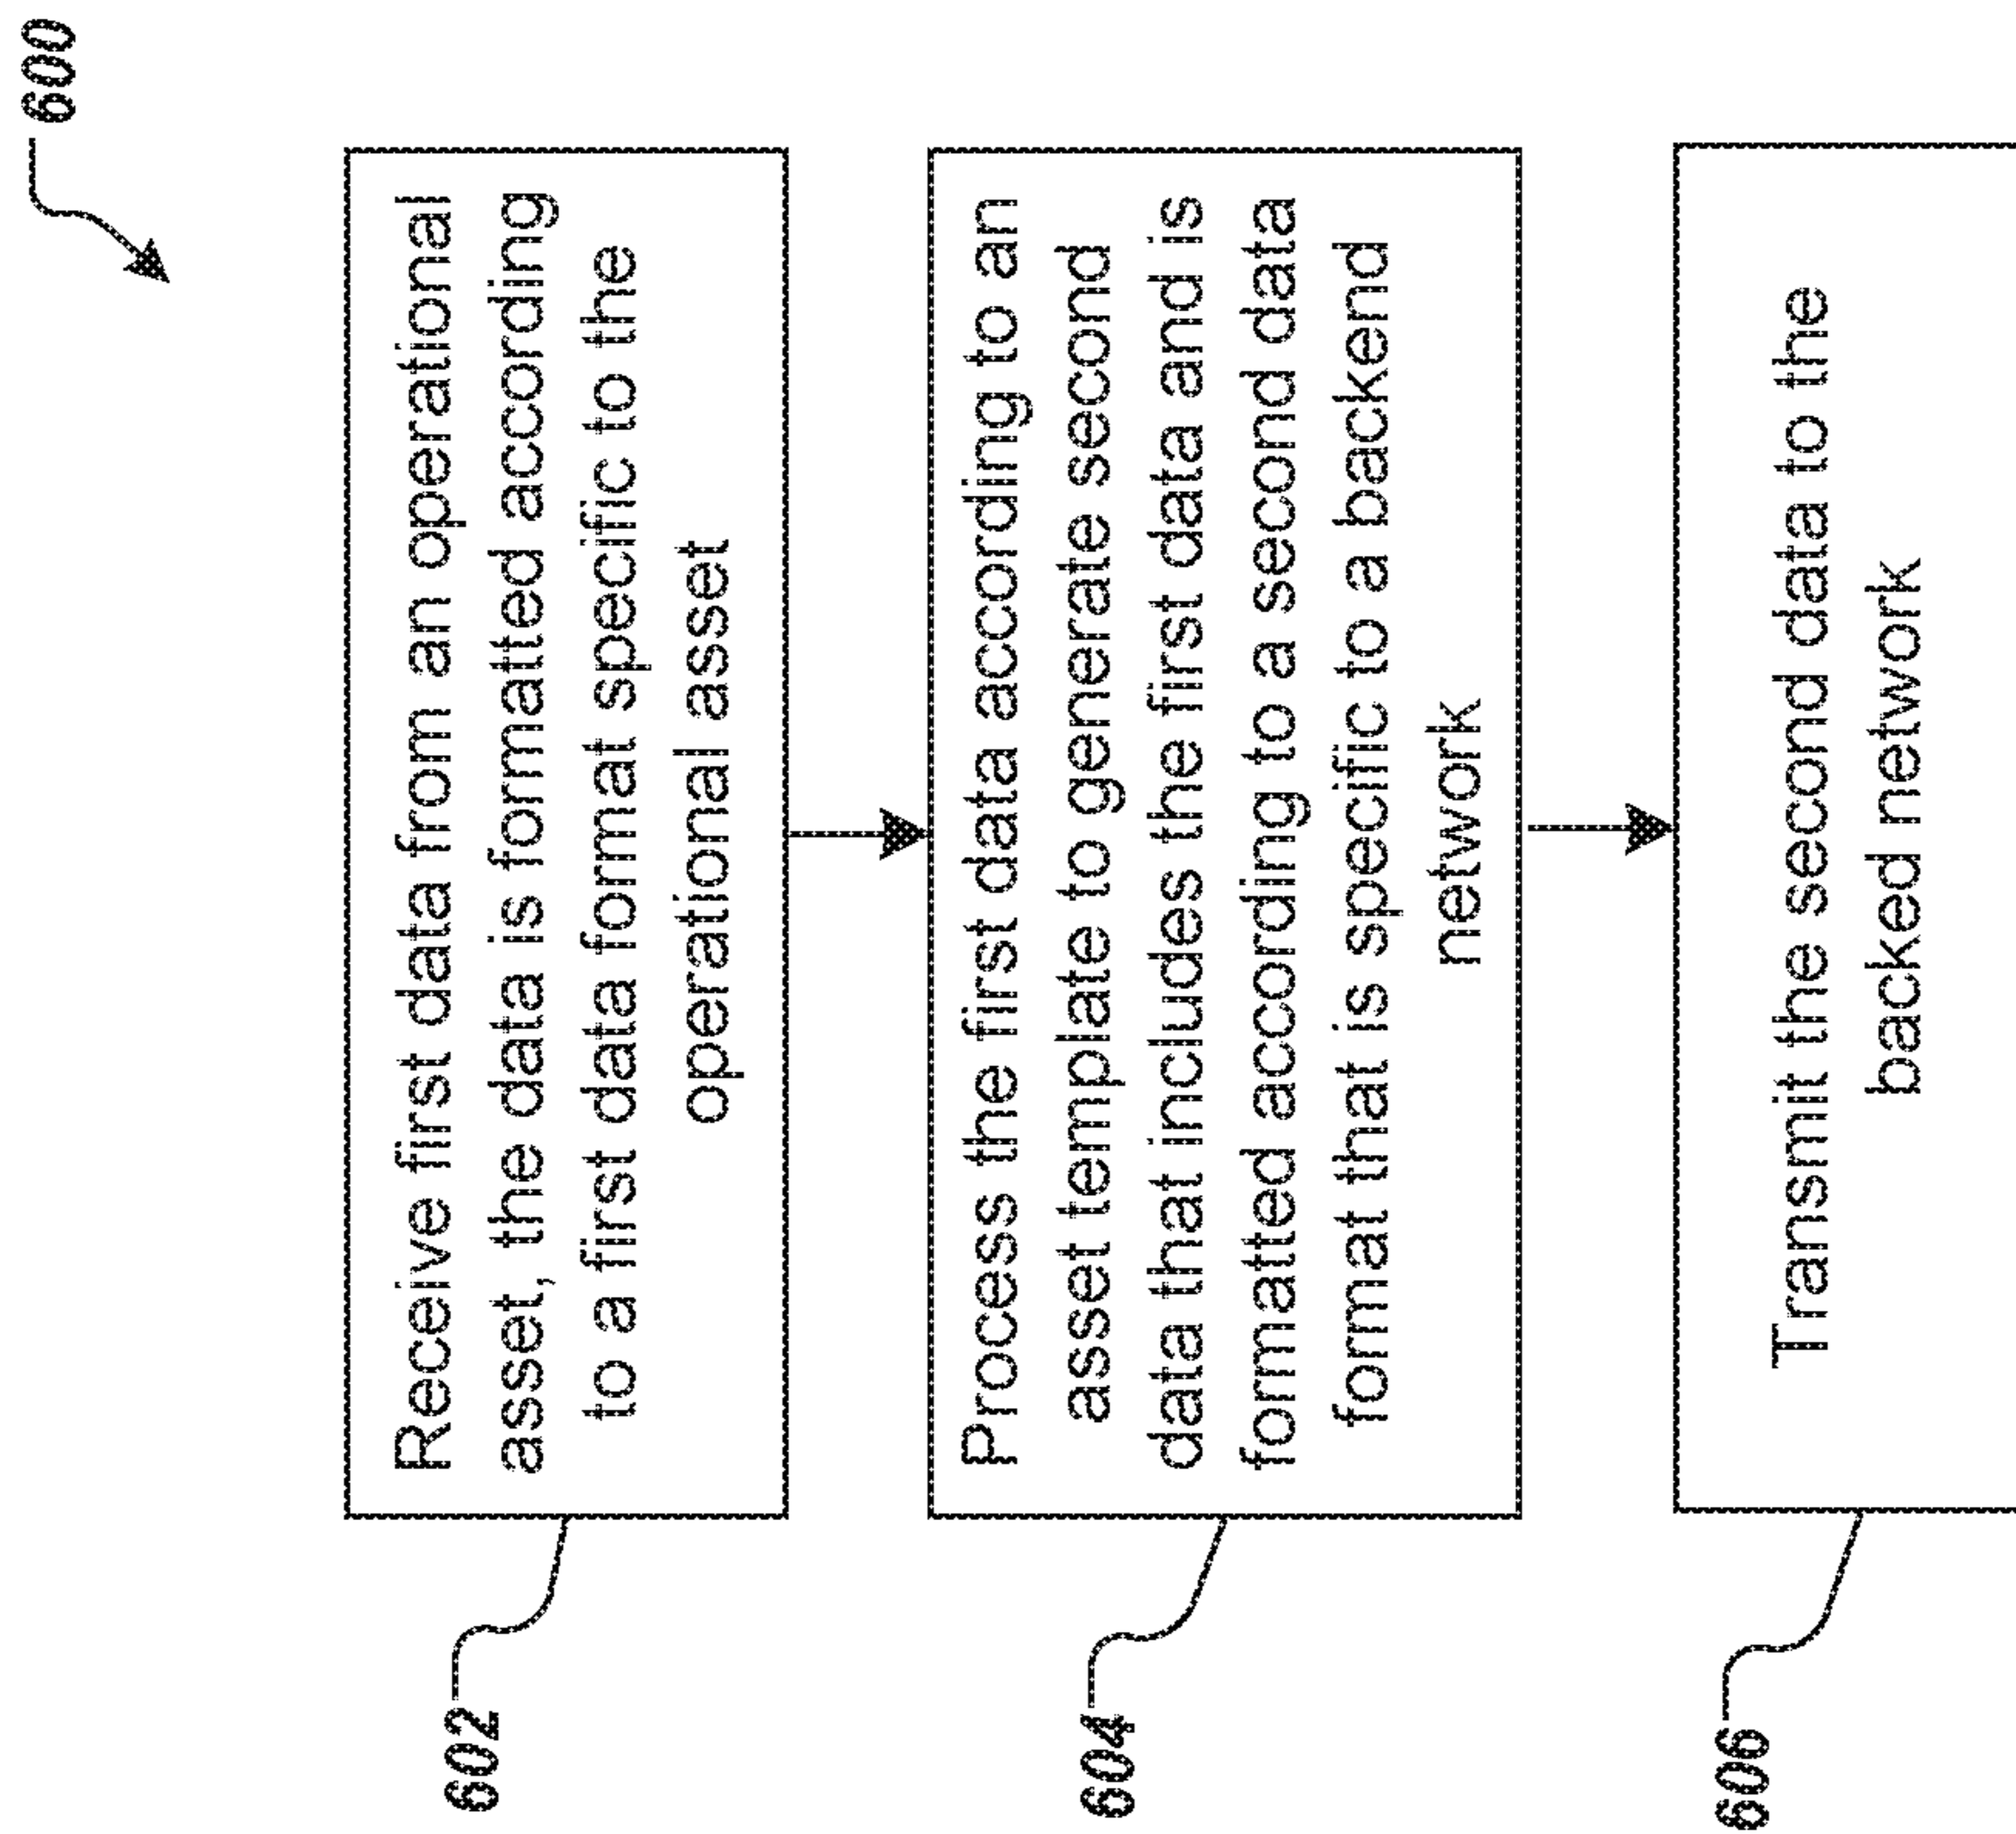 600
602
Receive first data from an operational
asset, the data is formatted according
to a first data format specific to the
operational asset
604
Process the first data according to an
asset template to generate second
data that includes the first data and is
formatted according to a second data
format that is specific to a backend
network
606
Transmit the second data to the
backed network